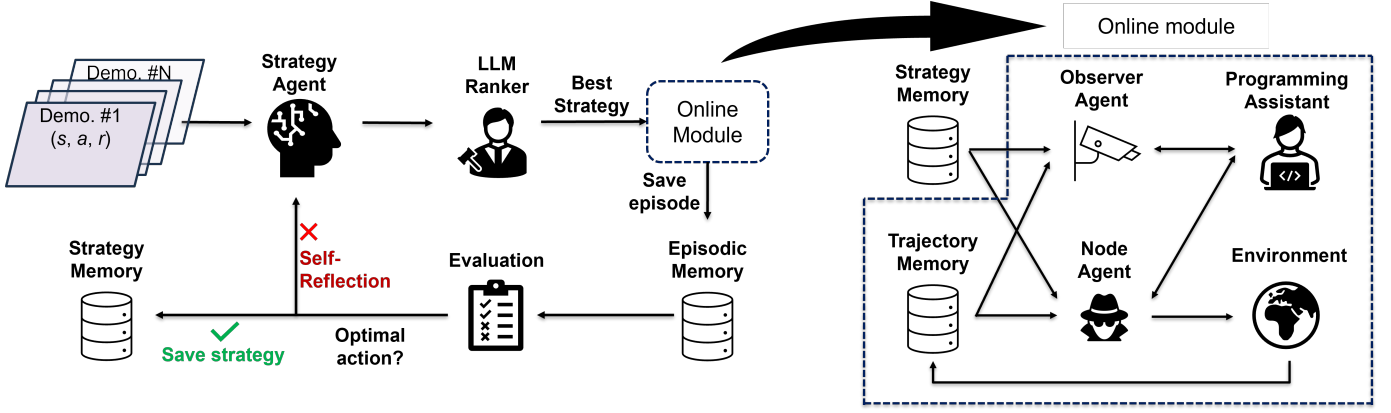 Demo. #N
Demo. #1
(s, a, r)
Strategy
Agent
LLM
Ranker
Best
Strategy
Online
Module
Save
episode
Strategy
Memory
Self-
Reflection
Save strategy
Optimal
action?
Evaluation
Episodic
Memory
Online module
Strategy
Memory
Observer
Agent
Programming
Assistant
</>
Trajectory
Memory
Node
Agent
Environment